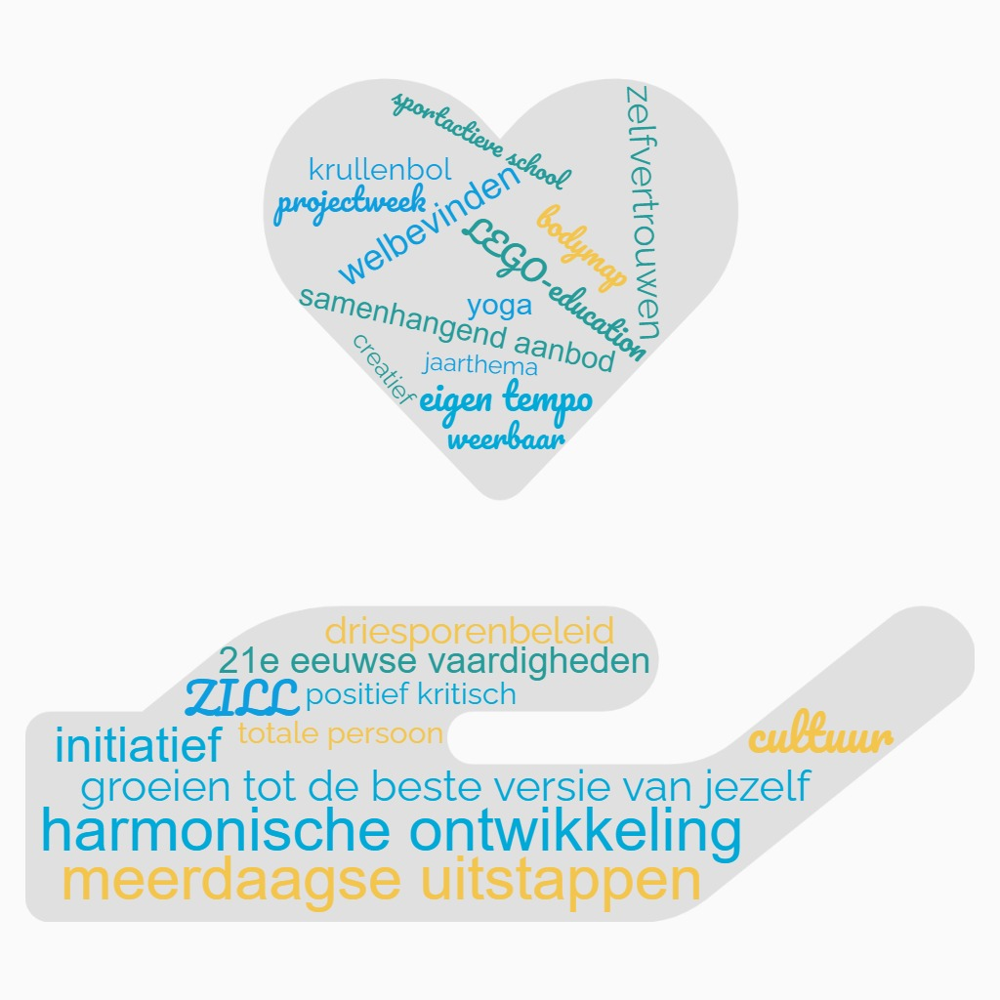 sportactieve school
zelfvertrouwen
krullenbol
projectweek
welbevinden
bodymap
LEGO-education
samenhangend aanbod
yoga
creatief
jaarthema
eigen tempo
weerbaar
driesporenbeleid
21e eeuwse vaardigheden
ZILL
positief kritisch
initiatief
totale persoon
cultuur
groeien tot de beste versie van jezelf
harmonische ontwikkeling
meerdaagse uitstappen